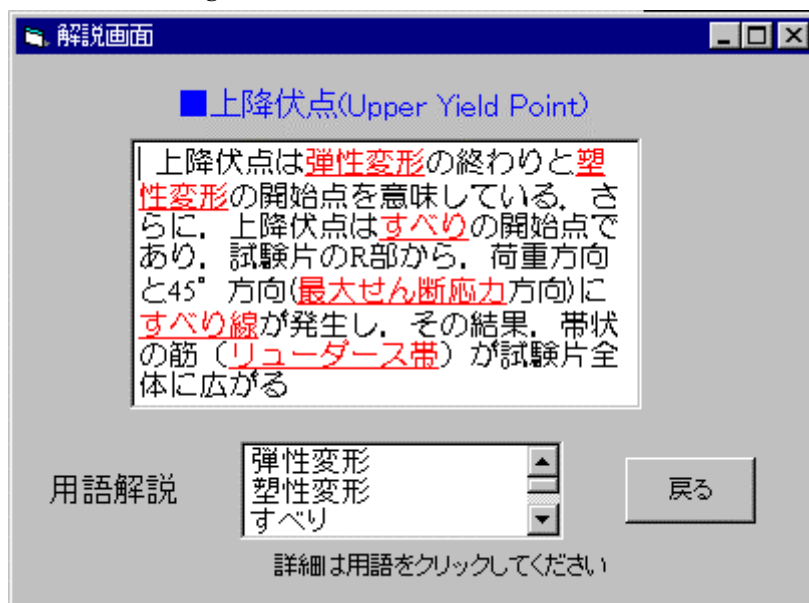 解説画面
■上降伏点(Upper Yield Point)
上降伏点は弾性変形の終わりと塑
性変形の開始点を意味している．さ
らに．上降伏点はすべりの開始点で
あり．試験片のR部から．荷重方向
と45°方向(最大せん断応力方向)に
すべり線が発生し．その結果．帯状
の筋（リューダース帯）が試験片全
体に広がる
用語解説
弾性変形
塑性変形
すべり
戻る
詳細は用語をクリックしてください